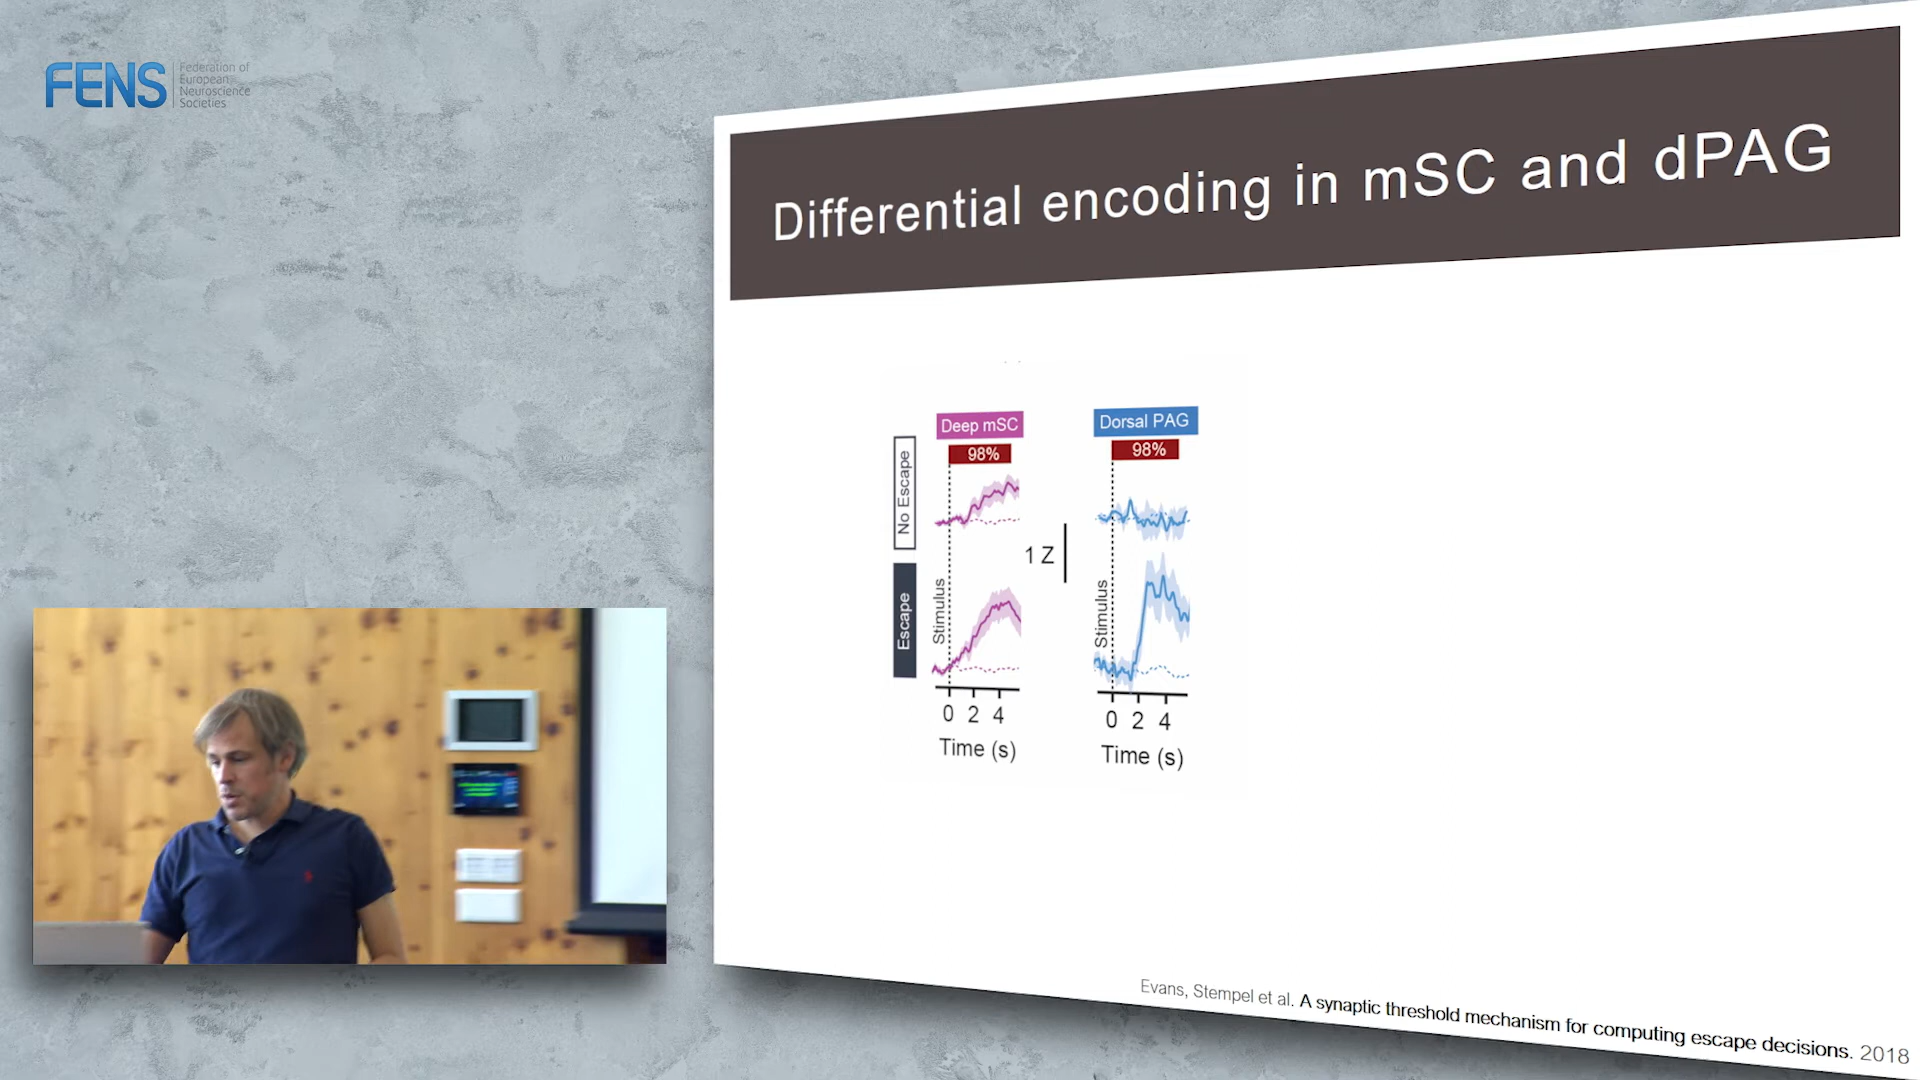 FENS
Federation of
European
Neuroscience
Societies
Differential encoding in mSC and dPAG
Deep mSC
98%
Dorsal PAG
98%
No Escape
1 Z
Escape
Stimulus
Stimulus
0 2 4
Time (s)
0 2 4
Time (s)
Evans, Stempel et al. A synaptic threshold mechanism for computing escape decisions. 2018